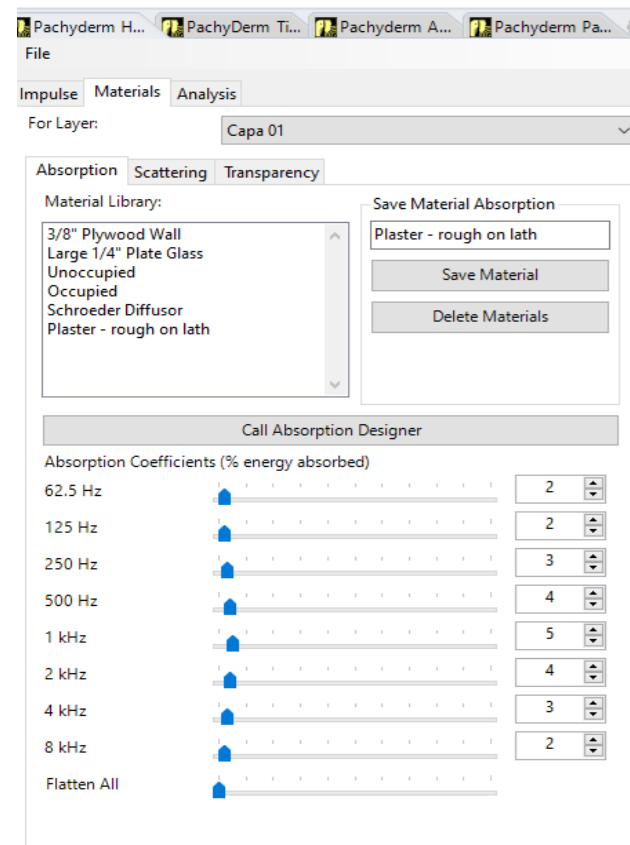 Pachyderm H... PachyDerm Ti... Pachyderm A... Pachyderm Pa...
File
Impulse Materials Analysis
For Layer: Capa 01
Absorption Scattering Transparency
Material Library:
3/8" Plywood Wall
Large 1/4" Plate Glass
Unoccupied
Occupied
Schroeder Diffusor
Plaster - rough on lath
Save Material Absorption
Plaster - rough on lath
Save Material
Delete Materials
Call Absorption Designer
Absorption Coefficients (% energy absorbed)
62.5 Hz 2
125 Hz 2
250 Hz 3
500 Hz 4
1 kHz 5
2 kHz 4
4 kHz 3
8 kHz 2
Flatten All